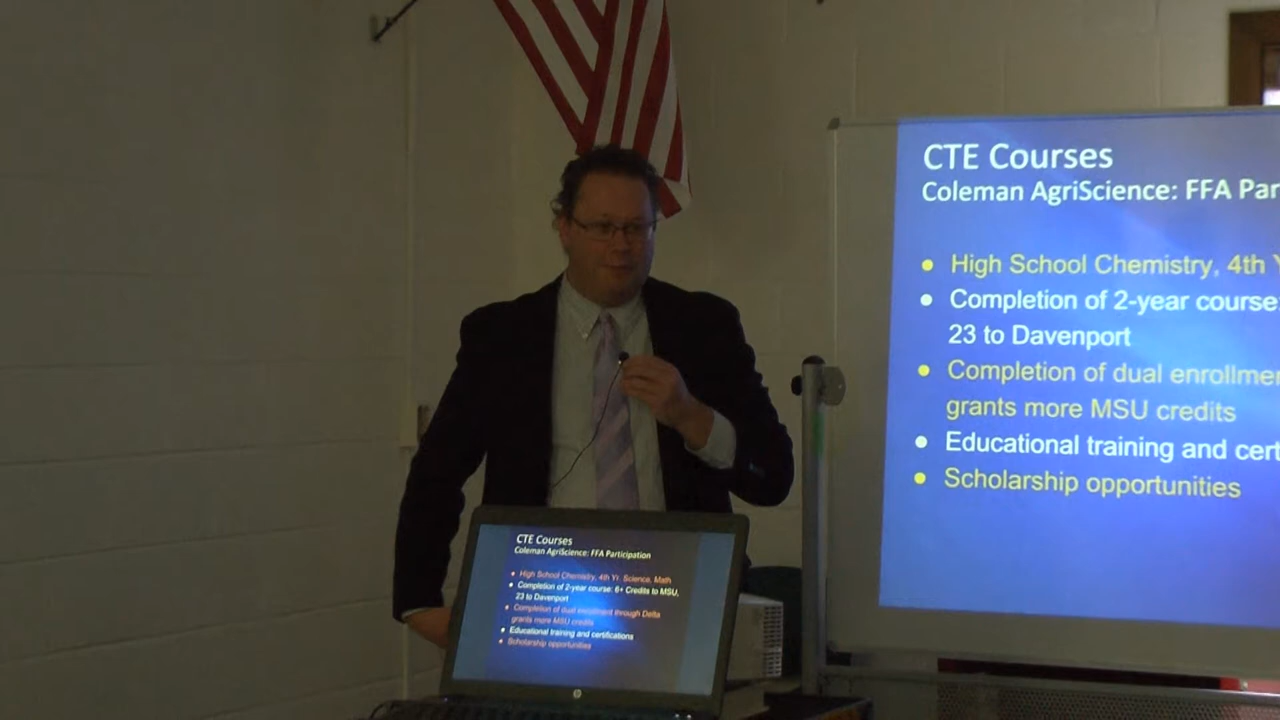 CTE Courses
Coleman AgriScience: FFA Par
High School Chemistry, 4th Y
Completion of 2-year course
23 to Davenport
Completion of dual enrollmen
grants more MSU credits
Educational training and cert
Scholarship opportunities
CTE Courses
Coleman AgriScience: FFA Participation
High School Chemistry, 4th Yr. Science, Math
Completion of 2-year course: 6+ Credits to MSU,
23 to Davenport
Completion of dual enrollment through Delta
grants more MSU credits
Educational training and certifications
Scholarship opportunities
hp